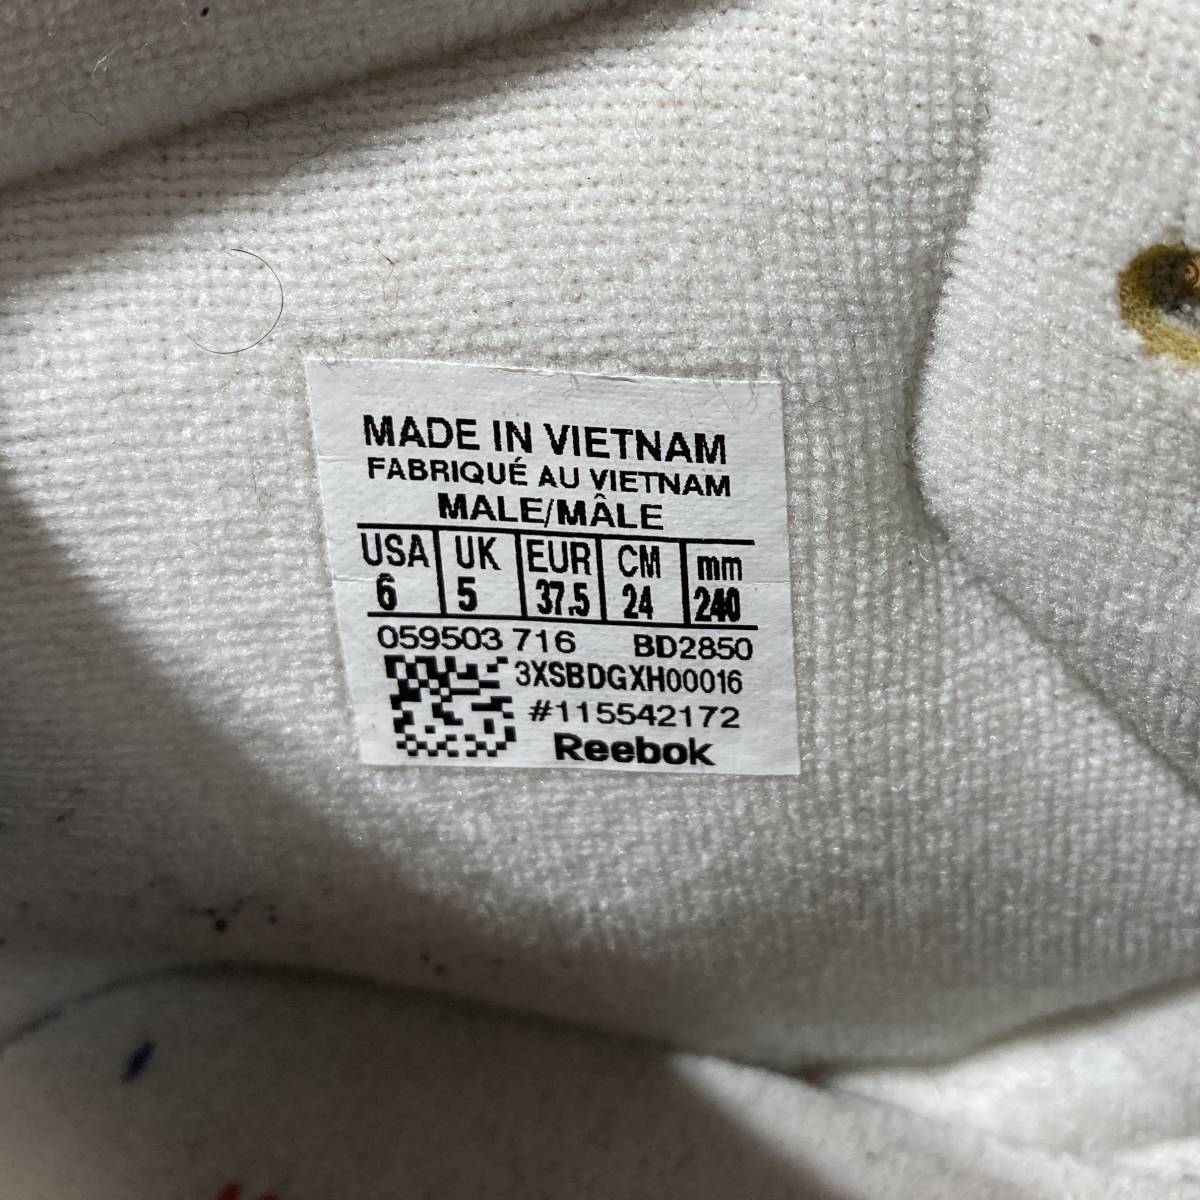 MADE IN VIETNAM
FABRIQUÉ AU VIETNAM
MALE/MÂLE
USA UK EUR CM mm
6 5 37.5 24 240
059503 716 BD2850
3XSBDGXH00016
#115542172
Reebok